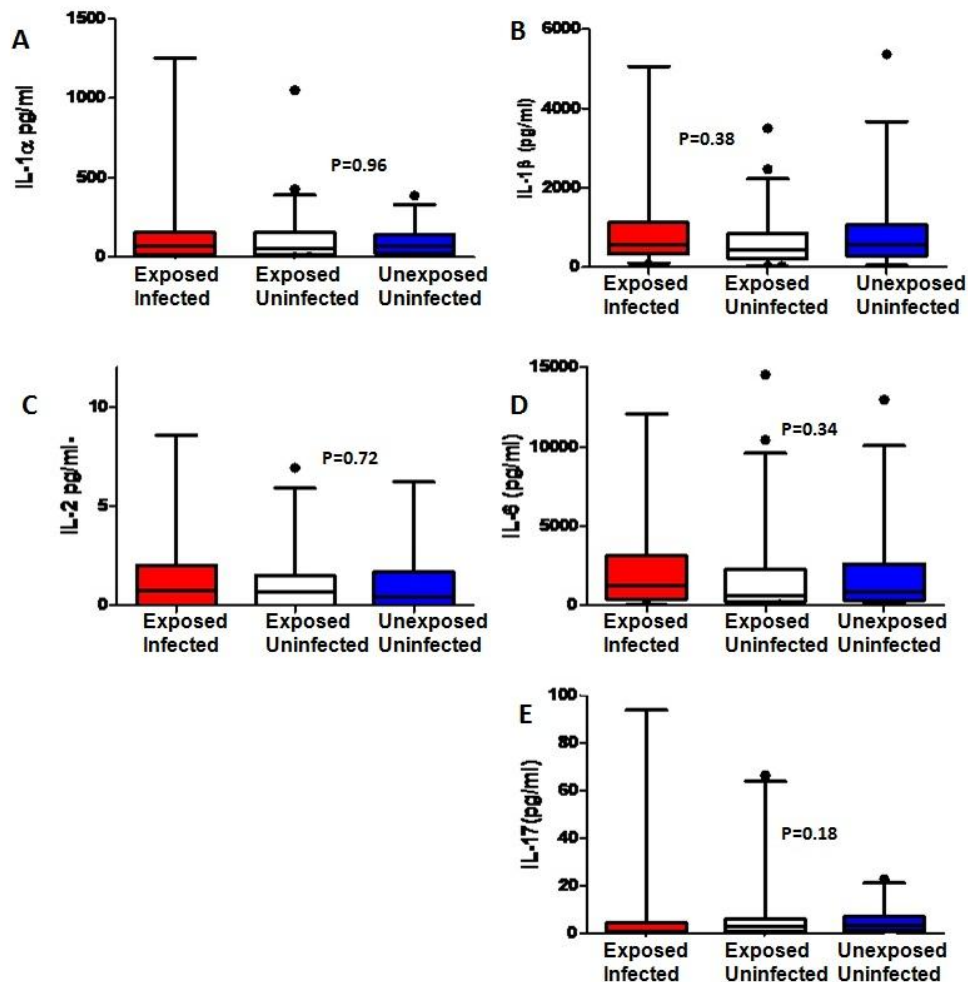 A
IL-1α pg/ml
1500
1000
500
0
P=0.96
Exposed Exposed Unexposed
Infected Uninfected Uninfected
B
IL-1β (pg/ml)
6000
4000
2000
0
P=0.38
Exposed Exposed Unexposed
Infected Uninfected Uninfected
C
IL-2 pg/ml-
10
5
0
P=0.72
Exposed Exposed Unexposed
Infected Uninfected Uninfected
D
IL-6 (pg/ml)
15000
10000
5000
0
P=0.34
Exposed Exposed Unexposed
Infected Uninfected Uninfected
E
IL-17(pg/ml)
100
80
60
40
20
0
P=0.18
Exposed Exposed Unexposed
Infected Uninfected Uninfected